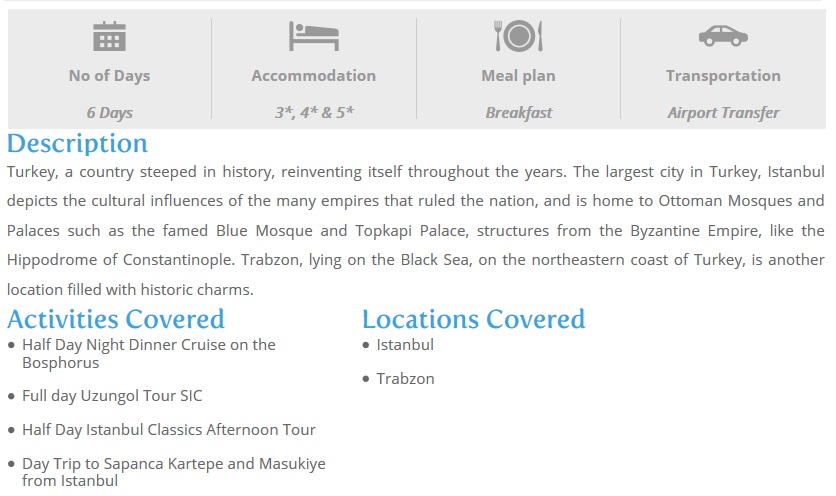 No of Days
Accommodation
Meal plan
Transportation
6 Days
3*, 4* & 5*
Breakfast
Airport Transfer
Description
Turkey, a country steeped in history, reinventing itself throughout the years. The largest city in Turkey, Istanbul
depicts the cultural influences of the many empires that ruled the nation, and is home to Ottoman Mosques and
Palaces such as the famed Blue Mosque and Topkapi Palace, structures from the Byzantine Empire, like the
Hippodrome of Constantinople. Trabzon, lying on the Black Sea, on the northeastern coast of Turkey, is another
location filled with historic charms.
Activities Covered
• Half Day Night Dinner Cruise on the
Bosphorus
• Full day Uzungol Tour SIC
• Half Day Istanbul Classics Afternoon Tour
• Day Trip to Sapanca Kartepe and Masukiye
from Istanbul
Locations Covered
• Istanbul
• Trabzon